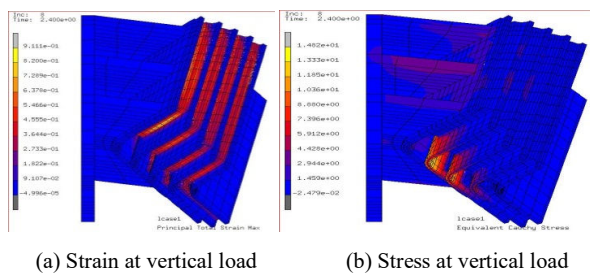 Inc: 8
Time: 2.400e+00
9.111e-01
8.200e-01
7.289e-01
6.378e-01
5.466e-01
4.555e-01
3.644e-01
2.733e-01
1.822e-01
9.107e-02
-4.996e-05
lcase1
Principal Total Strain Max
Inc: 8
Time: 2.400e+00
1.482e+01
1.333e+01
1.185e+01
1.036e+01
8.880e+00
7.396e+00
5.912e+00
4.428e+00
2.944e+00
1.459e+00
-2.479e-02
lcase1
Equivalent Cauchy Stress
(a) Strain at vertical load
(b) Stress at vertical load